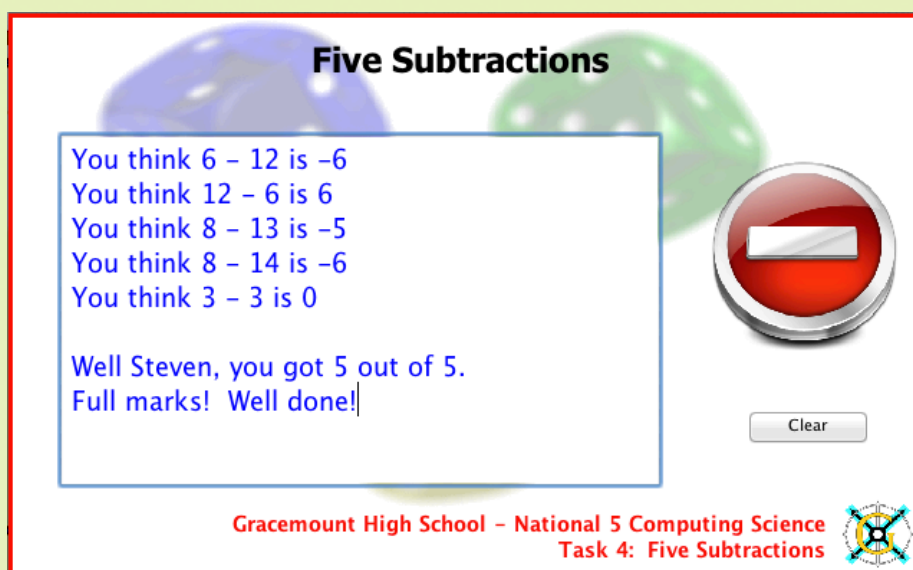 Five Subtractions
You think 6 – 12 is -6
You think 12 – 6 is 6
You think 8 – 13 is -5
You think 8 – 14 is -6
You think 3 – 3 is 0
Well Steven, you got 5 out of 5.
Full marks!  Well done!
Clear
Gracemount High School – National 5 Computing Science
Task 4:  Five Subtractions
G